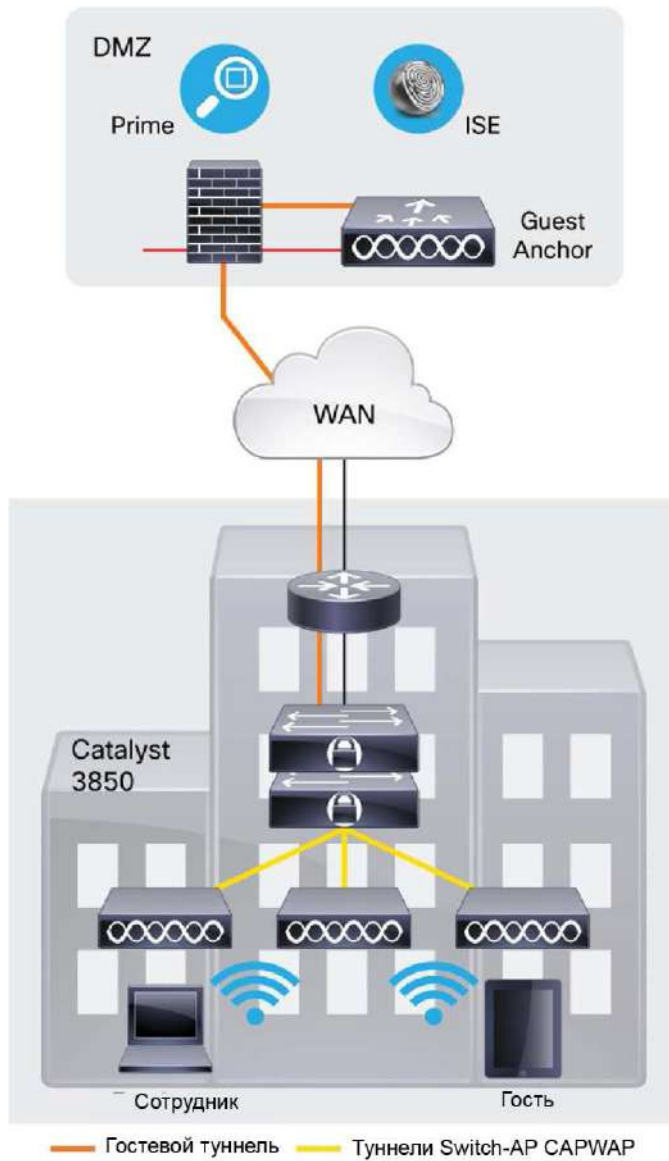 DMZ
Prime
ISE
Guest
Anchor
WAN
Catalyst
3850
Сотрудник
Гость
Гостевой туннель
Туннели Switch-AP CAPWAP